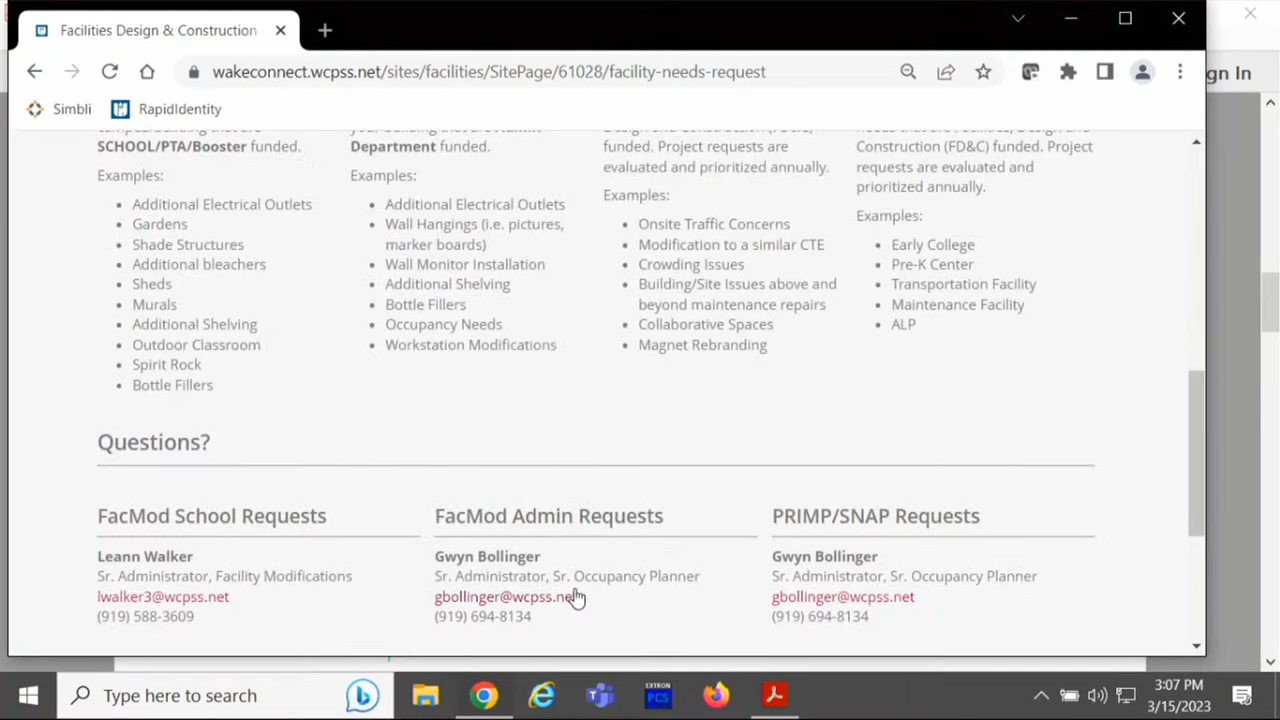 Facilities Design & Construction
wakeconnect.wcpss.net/sites/facilities/SitePage/61028/facility-needs-request
gn In
Simbli
RapidIdentity
SCHOOL/PTA/Booster funded.
Examples:
Additional Electrical Outlets
Gardens
Shade Structures
Additional bleachers
Sheds
Murals
Additional Shelving
Outdoor Classroom
Spirit Rock
Bottle Fillers
Department funded.
Examples:
Additional Electrical Outlets
Wall Hangings (i.e. pictures,
marker boards)
Wall Monitor Installation
Additional Shelving
Bottle Fillers
Occupancy Needs
Workstation Modifications
funded. Project requests are
evaluated and prioritized annually.
Examples:
Onsite Traffic Concerns
Modification to a similar CTE
Crowding Issues
Building/Site Issues above and
beyond maintenance repairs
Collaborative Spaces
Magnet Rebranding
Construction (FD&C) funded. Project
requests are evaluated and
prioritized annually.
Examples:
Early College
Pre-K Center
Transportation Facility
Maintenance Facility
ALP
Questions?
FacMod School Requests
Leann Walker
Sr. Administrator, Facility Modifications
lwalker3@wcpss.net
(919) 588-3609
FacMod Admin Requests
Gwyn Bollinger
Sr. Administrator, Sr. Occupancy Planner
gbollinger@wcpss.net
(919) 694-8134
PRIMP/SNAP Requests
Gwyn Bollinger
Sr. Administrator, Sr. Occupancy Planner
gbollinger@wcpss.net
(919) 694-8134
Type here to search
EXTRON
PCS
3:07 PM
3/15/2023